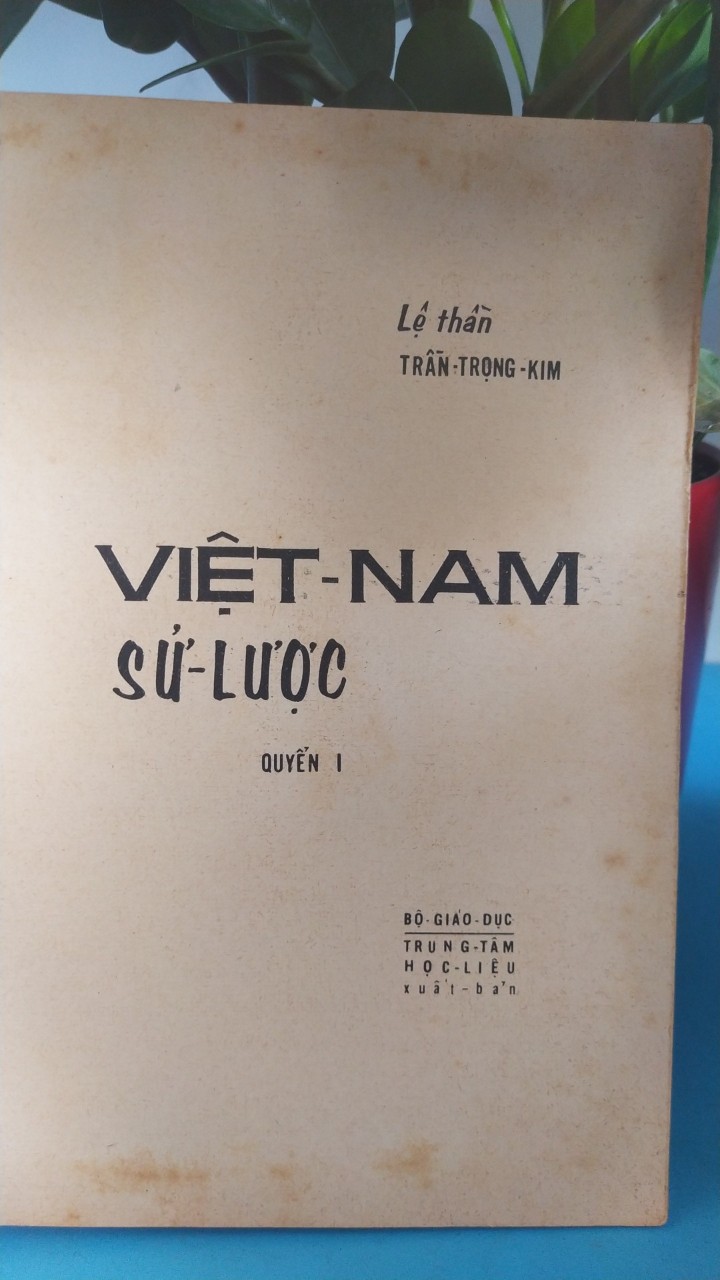 Lệ thần
TRẦN-TRỌNG-KIM
VIỆT-NAM
SỬ-LƯỢC
QUYỂN I
BỘ-GIÁO-DỤC
TRUNG-TÂM
HỌC-LIỆU
xuất-bản